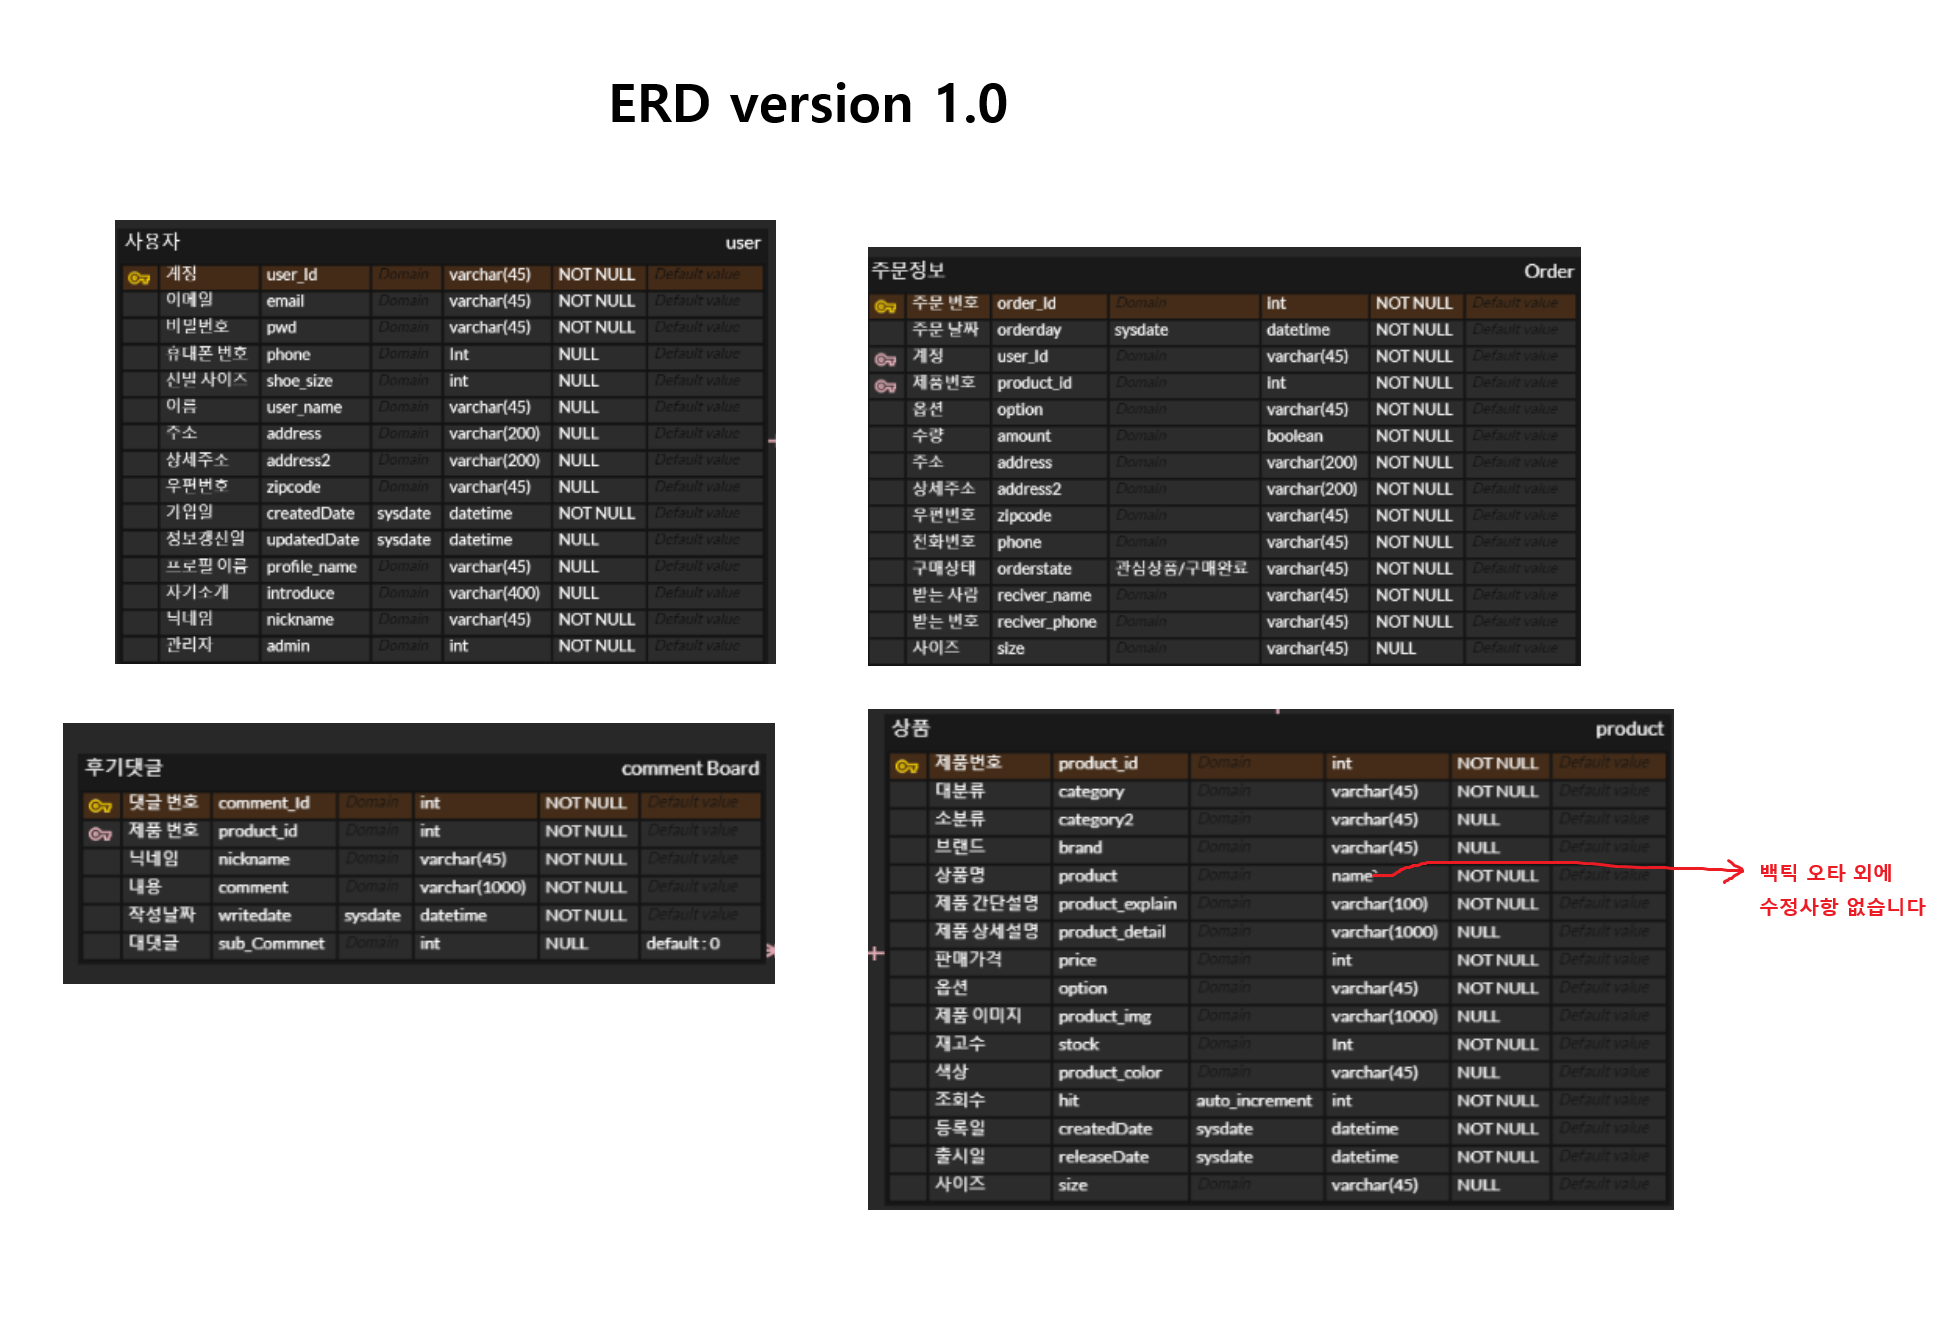 ERD version 1.0
사용자 user
계정 user_Id Domain varchar(45) NOT NULL Default value
이메일 email Domain varchar(45) NOT NULL Default value
비밀번호 pwd Domain varchar(45) NOT NULL Default value
휴대폰 번호 phone Domain Int NULL Default value
신발 사이즈 shoe_size Domain int NULL Default value
이름 user_name Domain varchar(45) NULL Default value
주소 address Domain varchar(200) NULL Default value
상세주소 address2 Domain varchar(200) NULL Default value
우편번호 zipcode Domain varchar(45) NULL Default value
가입일 createdDate sysdate datetime NOT NULL Default value
정보갱신일 updatedDate sysdate datetime NULL Default value
프로필 이름 profile_name Domain varchar(45) NULL Default value
자기소개 introduce Domain varchar(400) NULL Default value
닉네임 nickname Domain varchar(45) NOT NULL Default value
관리자 admin Domain int NOT NULL Default value
주문정보 Order
주문 번호 order_Id Domain int NOT NULL Default value
주문 날짜 orderday sysdate datetime NOT NULL Default value
계정 user_Id Domain varchar(45) NOT NULL Default value
제품번호 product_id Domain int NOT NULL Default value
옵션 option Domain varchar(45) NOT NULL Default value
수량 amount Domain boolean NOT NULL Default value
주소 address Domain varchar(200) NOT NULL Default value
상세주소 address2 Domain varchar(200) NOT NULL Default value
우편번호 zipcode Domain varchar(45) NOT NULL Default value
전화번호 phone Domain varchar(45) NOT NULL Default value
구매상태 orderstate 관심상품/구매완료 varchar(45) NOT NULL Default value
받는 사람 reciver_name Domain varchar(45) NOT NULL Default value
받는 번호 reciver_phone Domain varchar(45) NOT NULL Default value
사이즈 size Domain varchar(45) NULL Default value
후기댓글 comment Board
댓글 번호 comment_Id Domain int NOT NULL Default value
제품 번호 product_id Domain int NOT NULL Default value
닉네임 nickname Domain varchar(45) NOT NULL Default value
내용 comment Domain varchar(1000) NOT NULL Default value
작성날짜 writedate sysdate datetime NOT NULL Default value
대댓글 sub_Commnet Domain int NULL default : 0
상품 product
제품번호 product_id Domain int NOT NULL Default value
대분류 category Domain varchar(45) NOT NULL Default value
소분류 category2 Domain varchar(45) NULL Default value
브랜드 brand Domain varchar(45) NULL Default value
상품명 product Domain name` NOT NULL Default value
제품 간단설명 product_explain Domain varchar(100) NOT NULL Default value
제품 상세설명 product_detail Domain varchar(1000) NULL Default value
판매가격 price Domain int NOT NULL Default value
옵션 option Domain varchar(45) NOT NULL Default value
제품 이미지 product_img Domain varchar(1000) NULL Default value
재고수 stock Domain Int NOT NULL Default value
색상 product_color Domain varchar(45) NULL Default value
조회수 hit auto_increment int NOT NULL Default value
등록일 createdDate sysdate datetime NOT NULL Default value
출시일 releaseDate sysdate datetime NOT NULL Default value
사이즈 size Domain varchar(45) NULL Default value
백틱 오타 외에
수정사항 없습니다